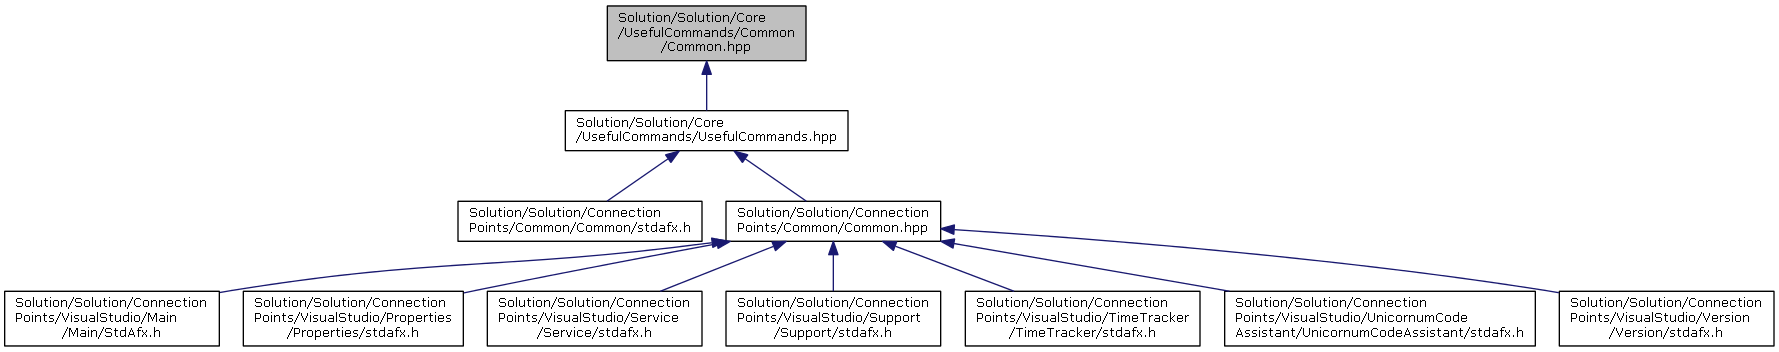 Solution/Solution/Core
/UsefulCommands/Common
/Common.hpp
Solution/Solution/Core
/UsefulCommands/UsefulCommands.hpp
Solution/Solution/Connection
Points/Common/Common/stdafx.h
Solution/Solution/Connection
Points/Common/Common.hpp
Solution/Solution/Connection
Points/VisualStudio/Main
/Main/StdAfx.h
Solution/Solution/Connection
Points/VisualStudio/Properties
/Properties/stdafx.h
Solution/Solution/Connection
Points/VisualStudio/Service
/Service/stdafx.h
Solution/Solution/Connection
Points/VisualStudio/Support
/Support/stdafx.h
Solution/Solution/Connection
Points/VisualStudio/TimeTracker
/TimeTracker/stdafx.h
Solution/Solution/Connection
Points/VisualStudio/UnicornumCode
Assistant/UnicornumCodeAssistant/stdafx.h
Solution/Solution/Connection
Points/VisualStudio/Version
/Version/stdafx.h